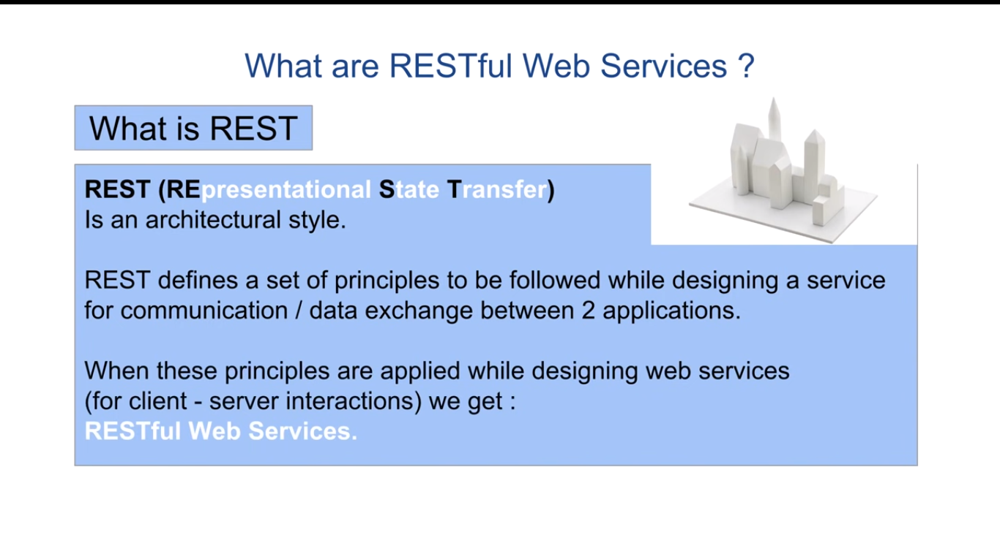 What are RESTful Web Services ?
What is REST
REST (REpresentational State Transfer)
Is an architectural style.
REST defines a set of principles to be followed while designing a service
for communication / data exchange between 2 applications.
When these principles are applied while designing web services
(for client - server interactions) we get :
RESTful Web Services.